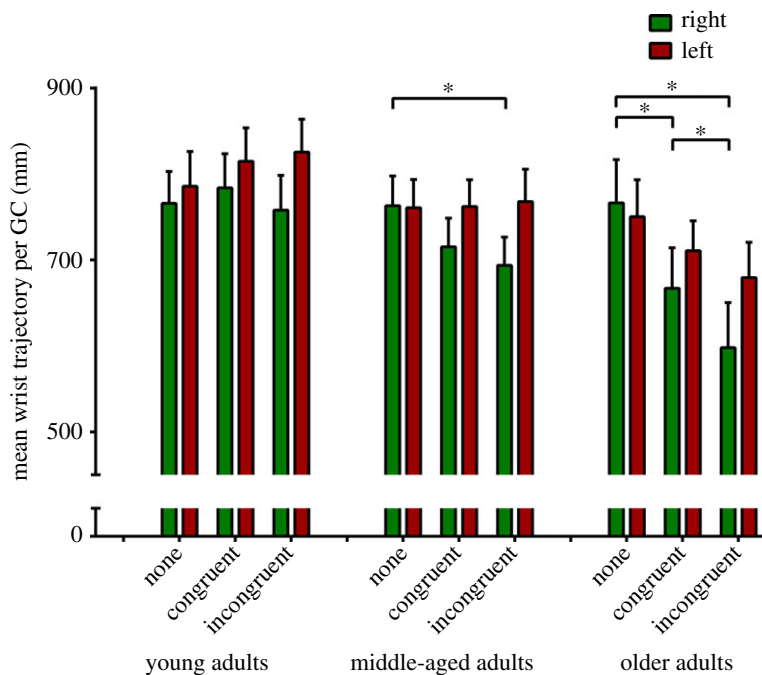 right
left
mean wrist trajectory per GC (mm)
900
700
500
0
*
*
*
*
none
congruent
incongruent
none
congruent
incongruent
none
congruent
incongruent
young adults
middle-aged adults
older adults